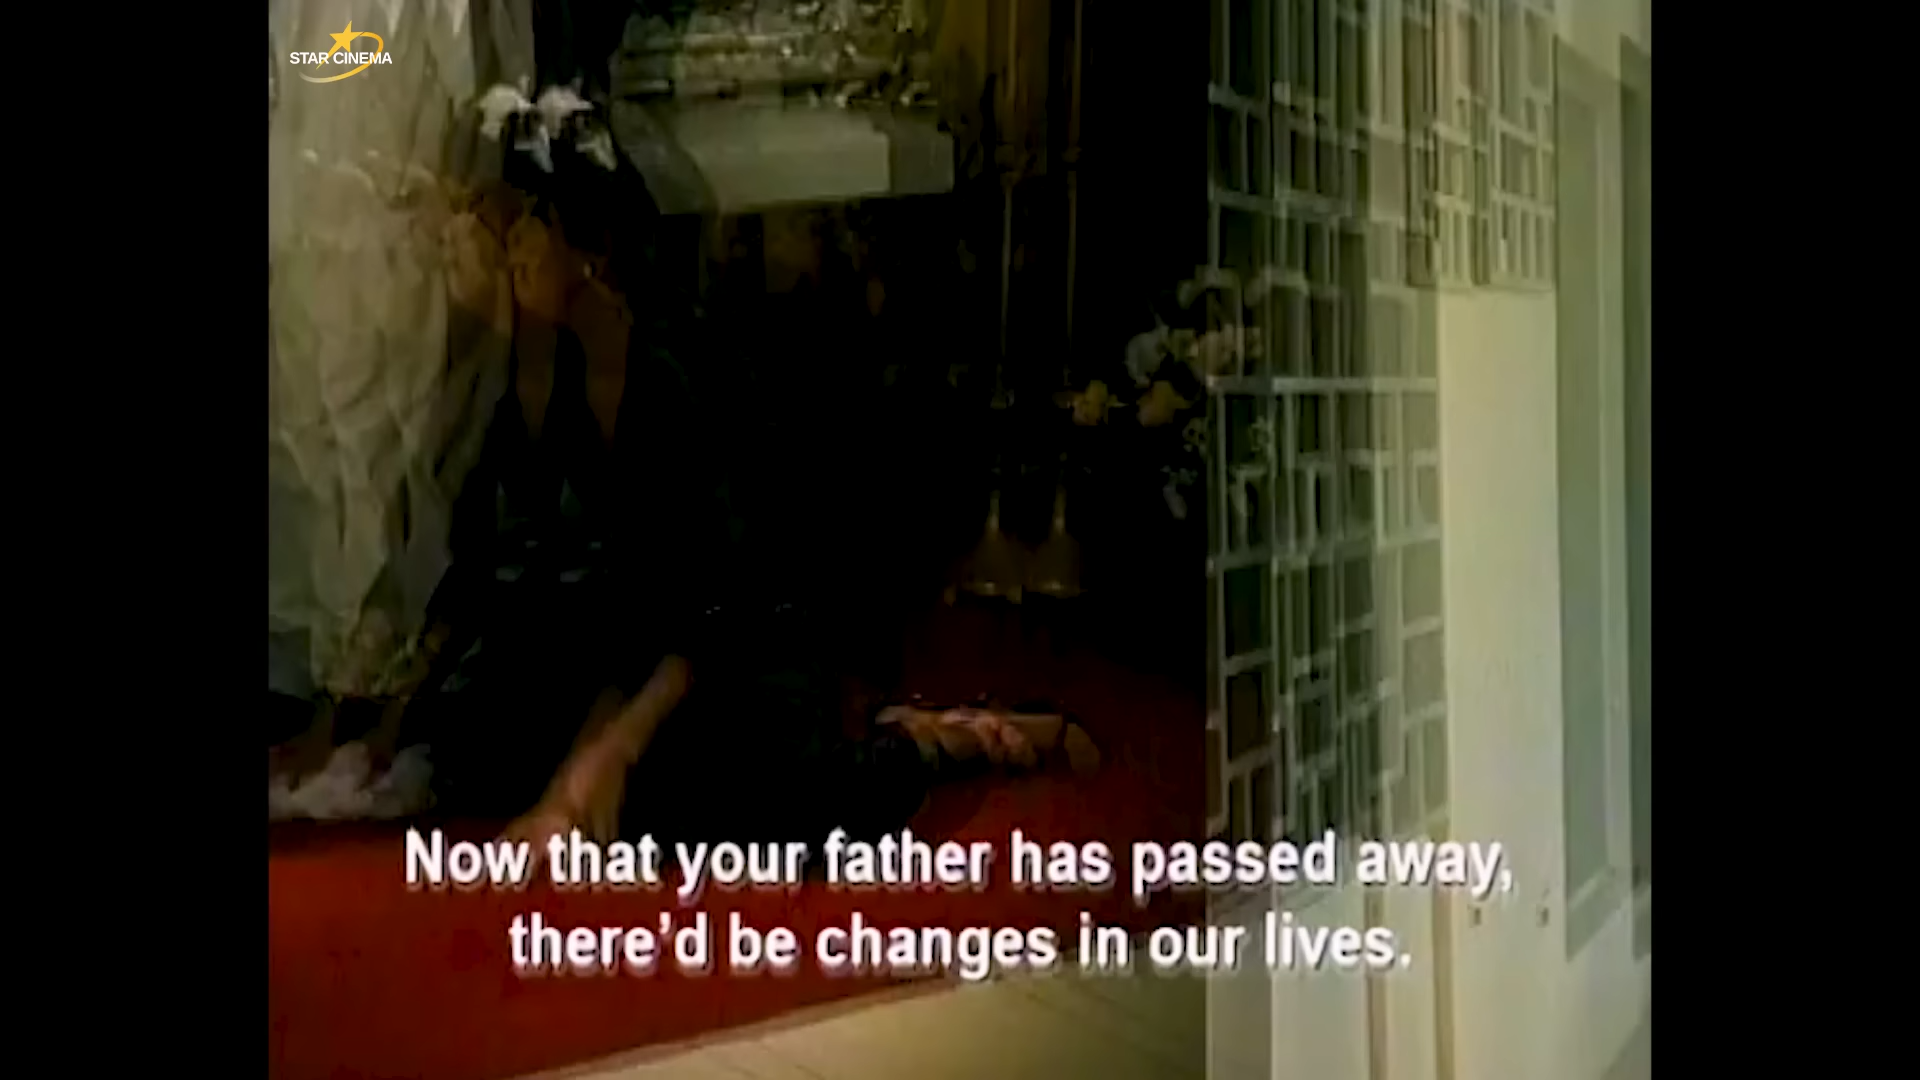 STAR CINEMA
Now that your father has passed away,
there'd be changes in our lives.